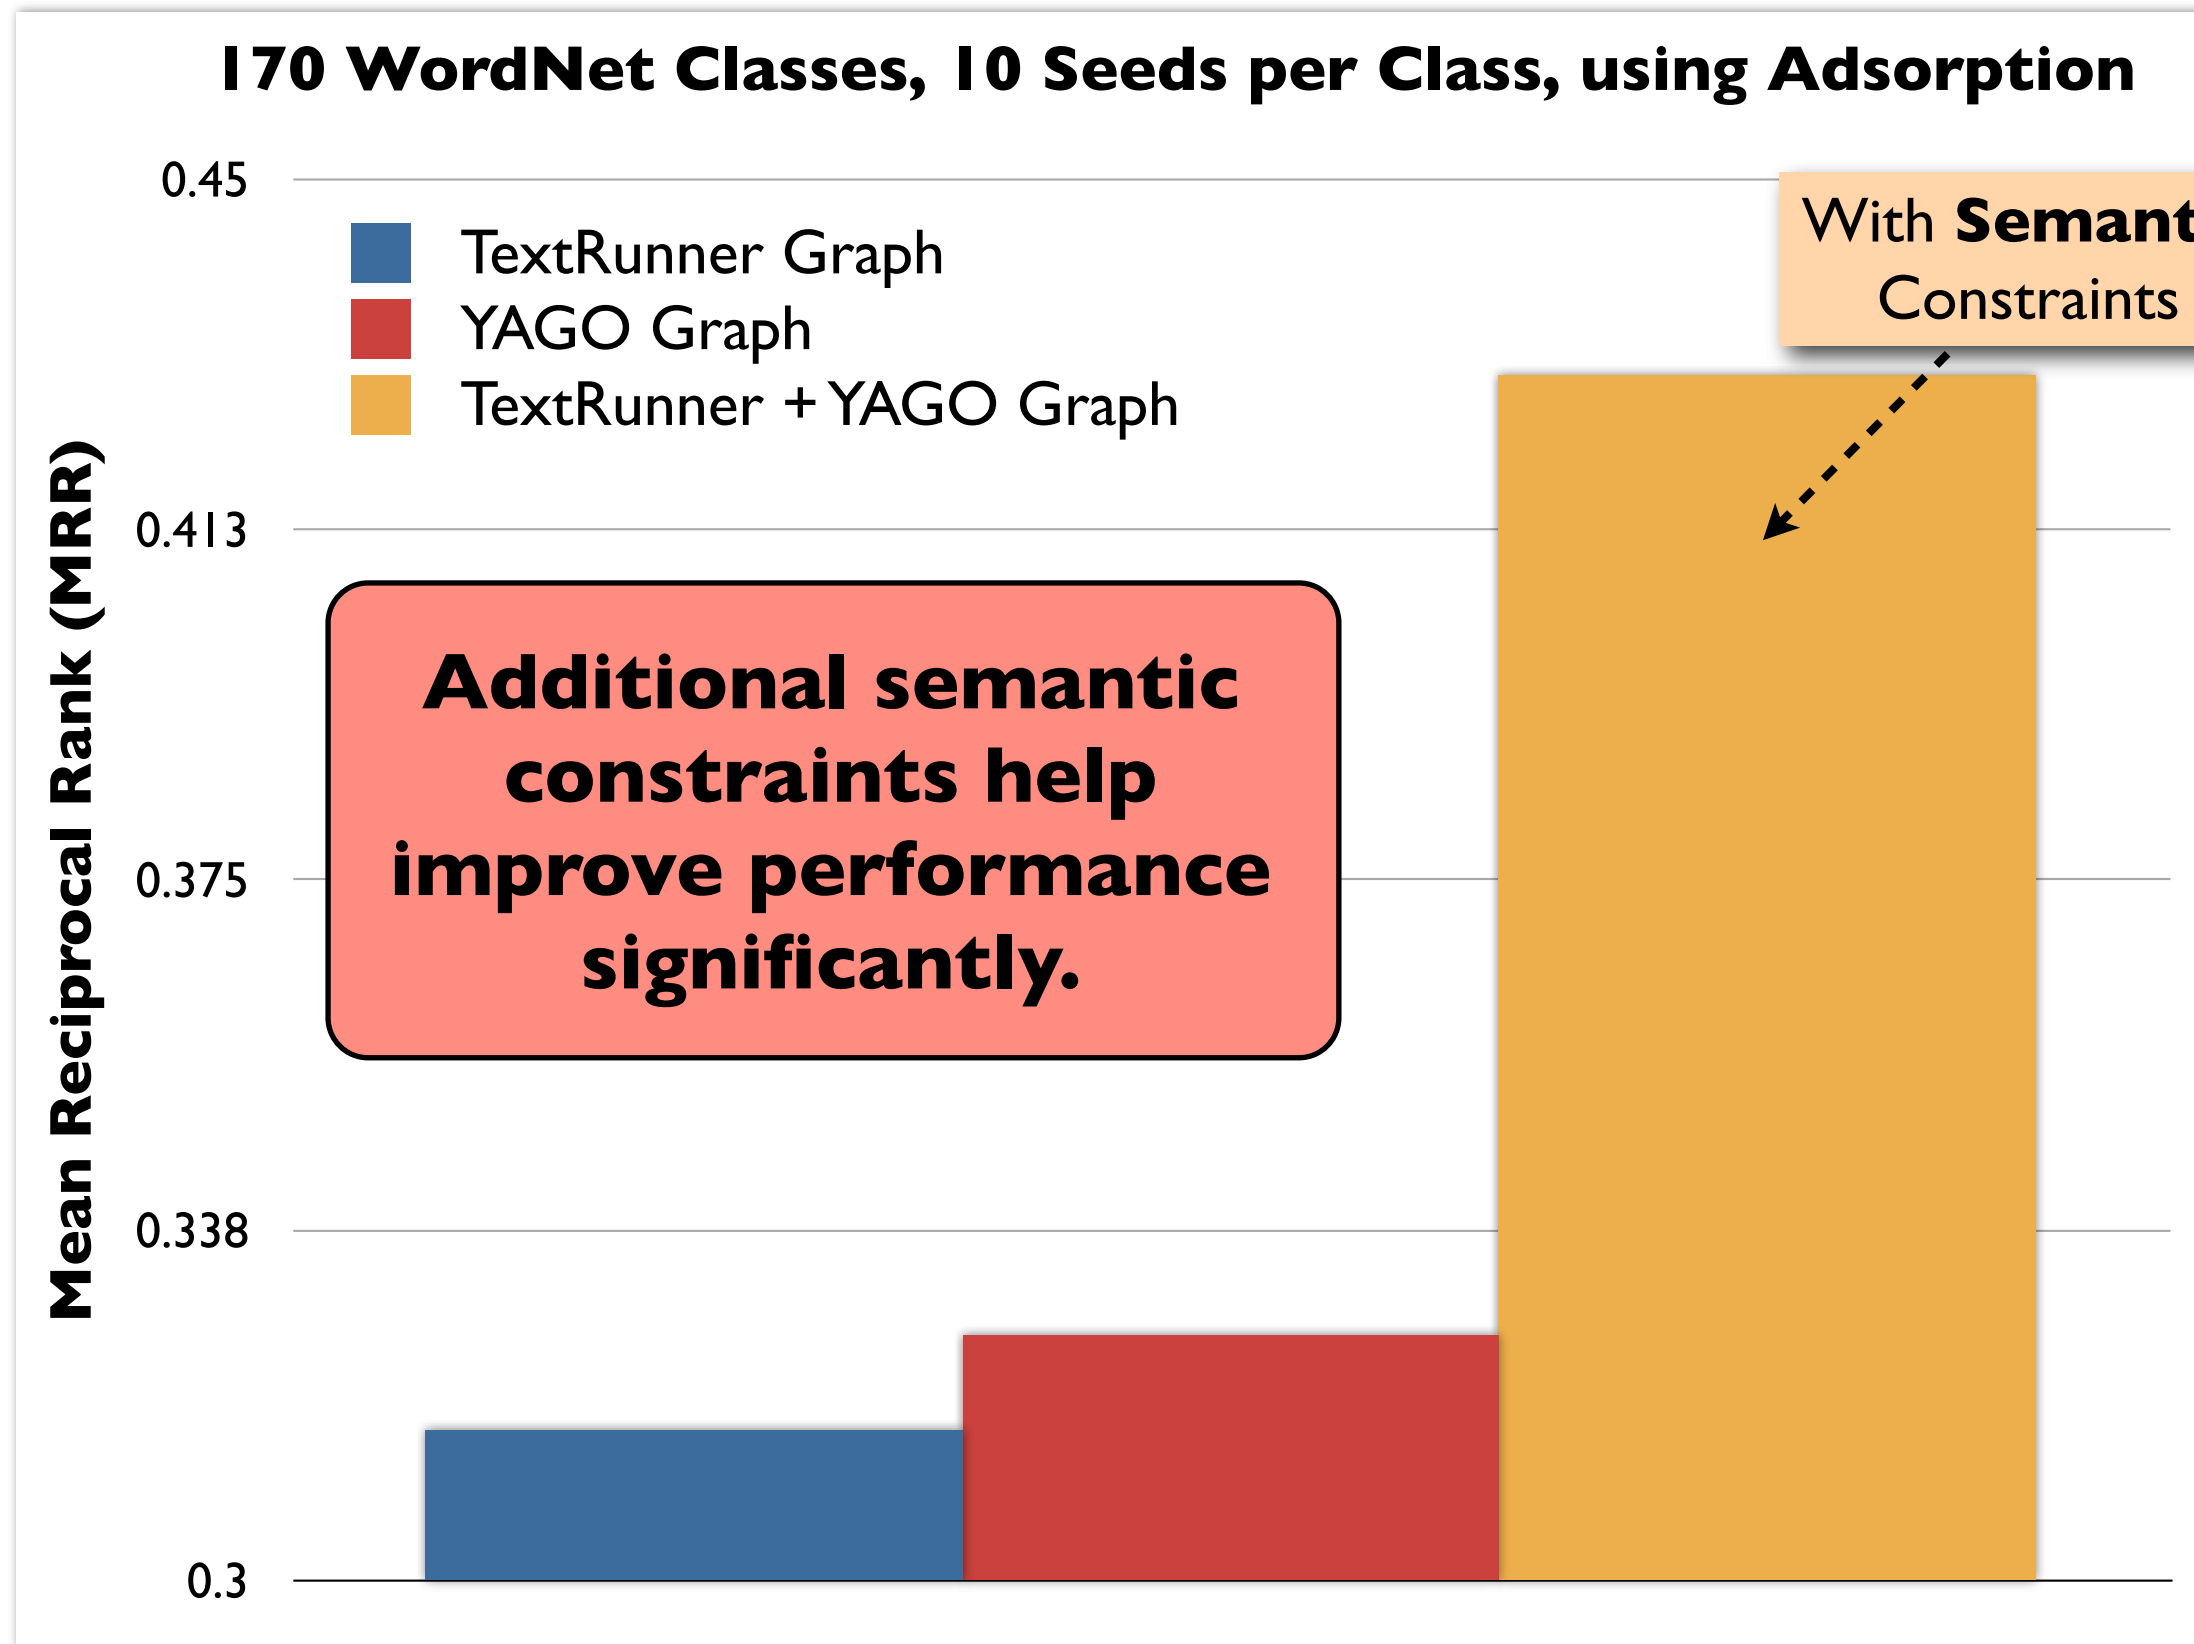 170 WordNet Classes, 10 Seeds per Class, using Adsorption
0.45
TextRunner Graph
YAGO Graph
TextRunner + YAGO Graph
With
Constraints
Mean Reciprocal Rank (MRR)
0.413
Additional semantic
constraints help
improve performance
significantly.
0.375
0.338
0.3